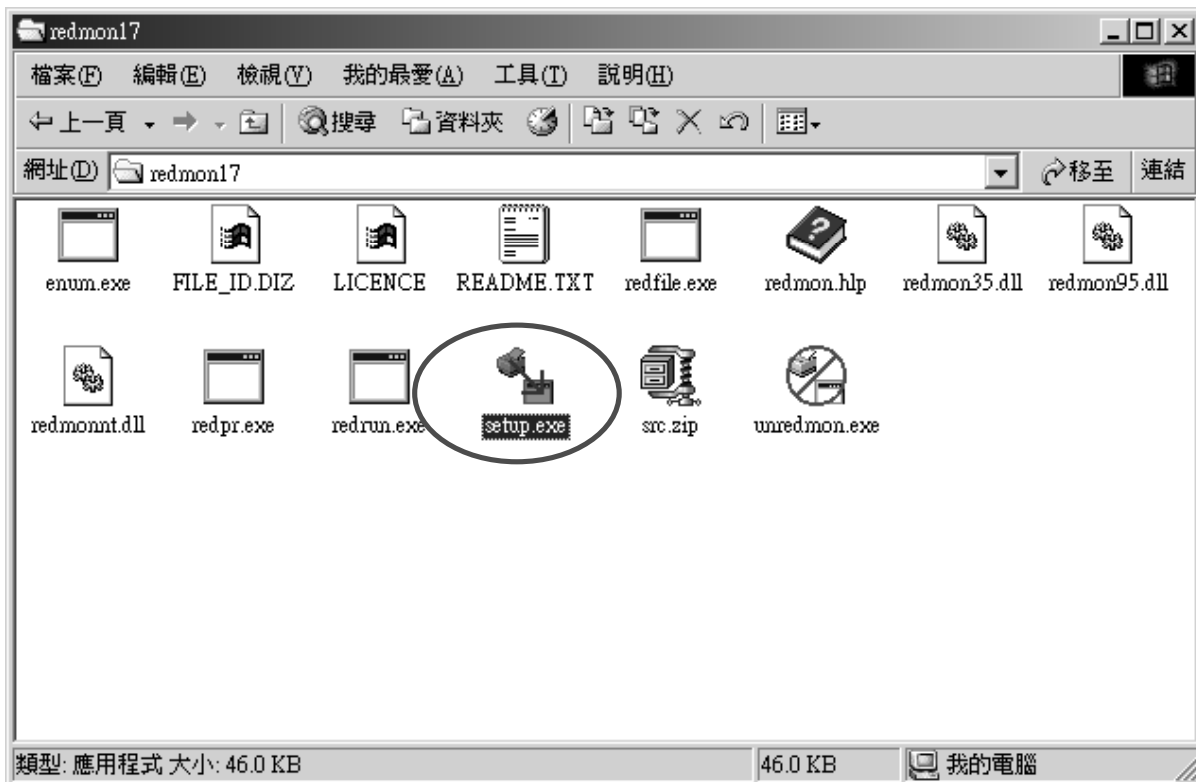 redmon17
檔案(F) 編輯(E) 檢視(V) 我的最愛(A) 工具(T) 說明(H)
上一頁 搜尋 資料夾
網址(D) redmon17 移至 連結
enum.exe FILE_ID.DIZ LICENCE README.TXT redfile.exe redmon.hlp redmon35.dll redmon95.dll
redmonnt.dll redpr.exe redrun.exe setup.exe src.zip unredmon.exe
類型: 應用程式 大小: 46.0 KB 46.0 KB 我的電腦